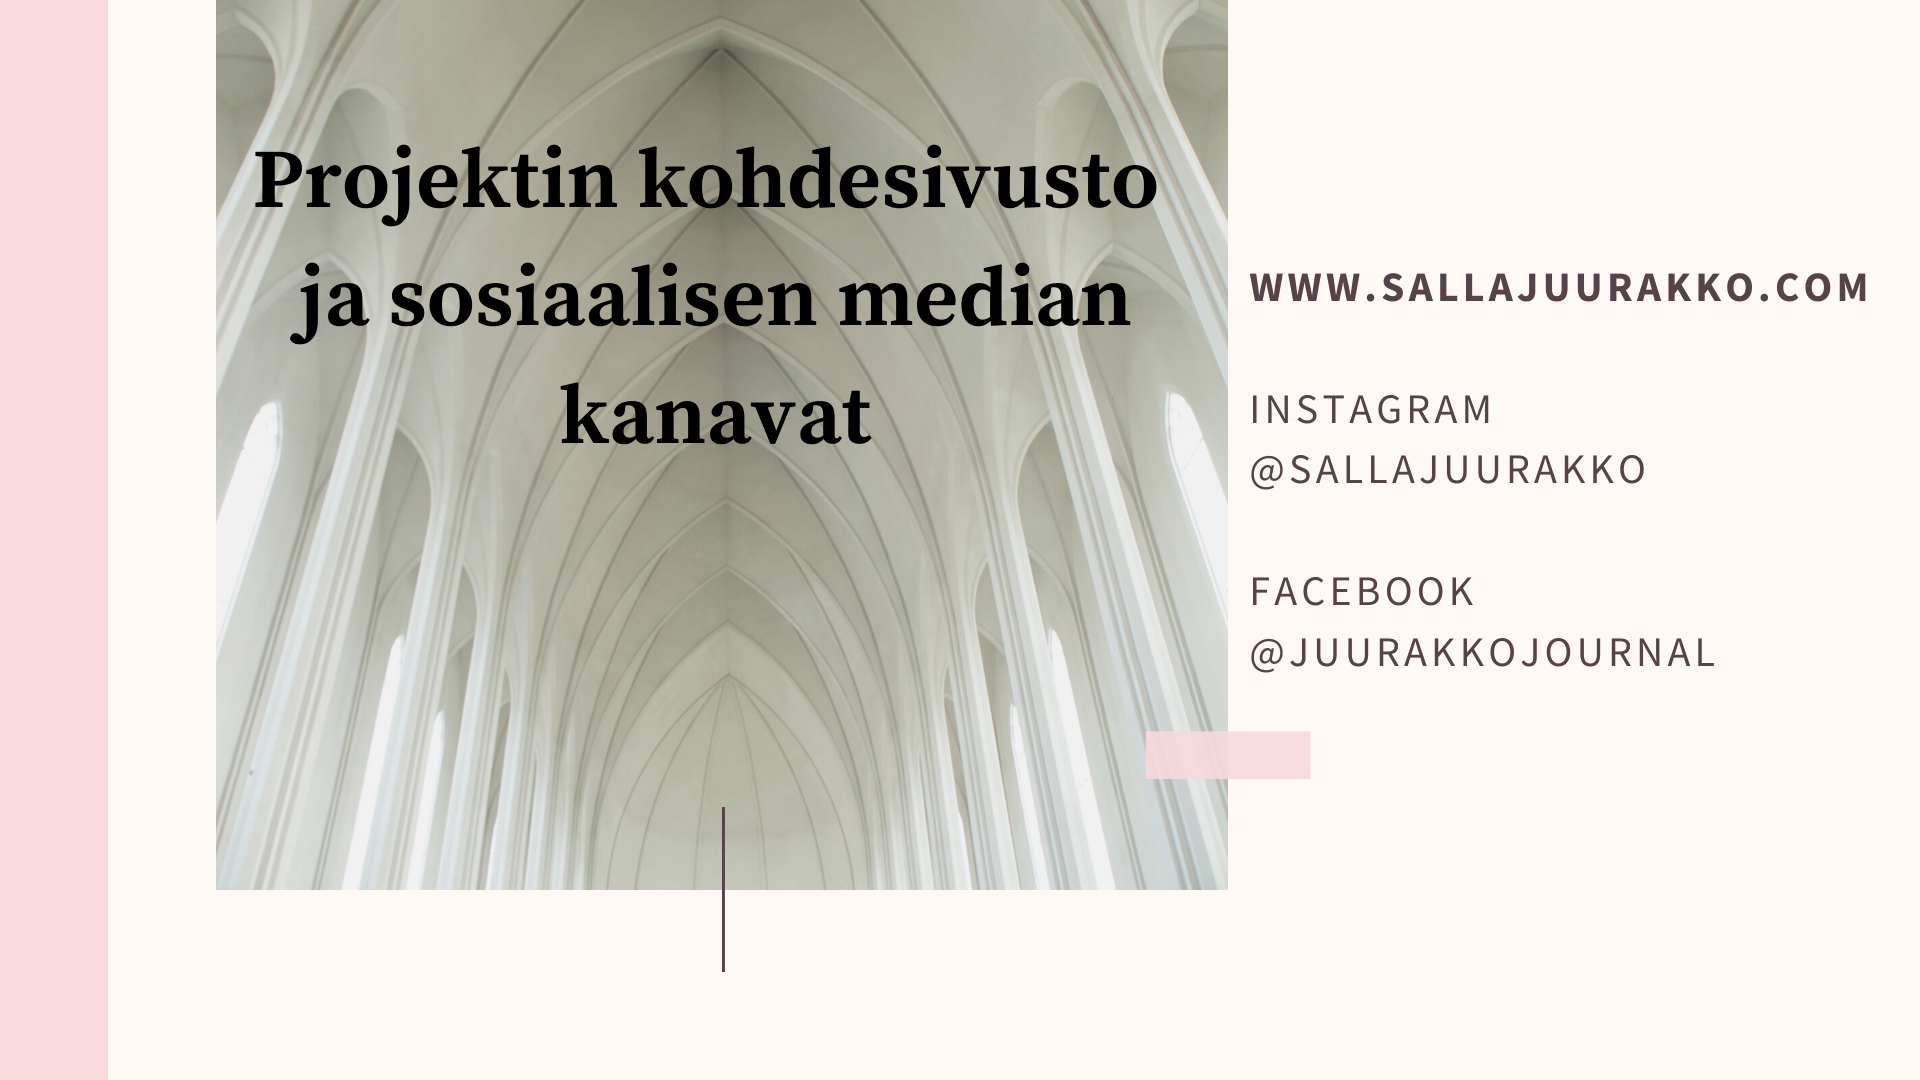 Projektin kohdesivusto
ja sosiaalisen median
kanavat
WWW.SALLAJUURAKKO.COM
INSTAGRAM
@SALLAJUURAKKO
FACEBOOK
@JUURAKKOJOURNAL